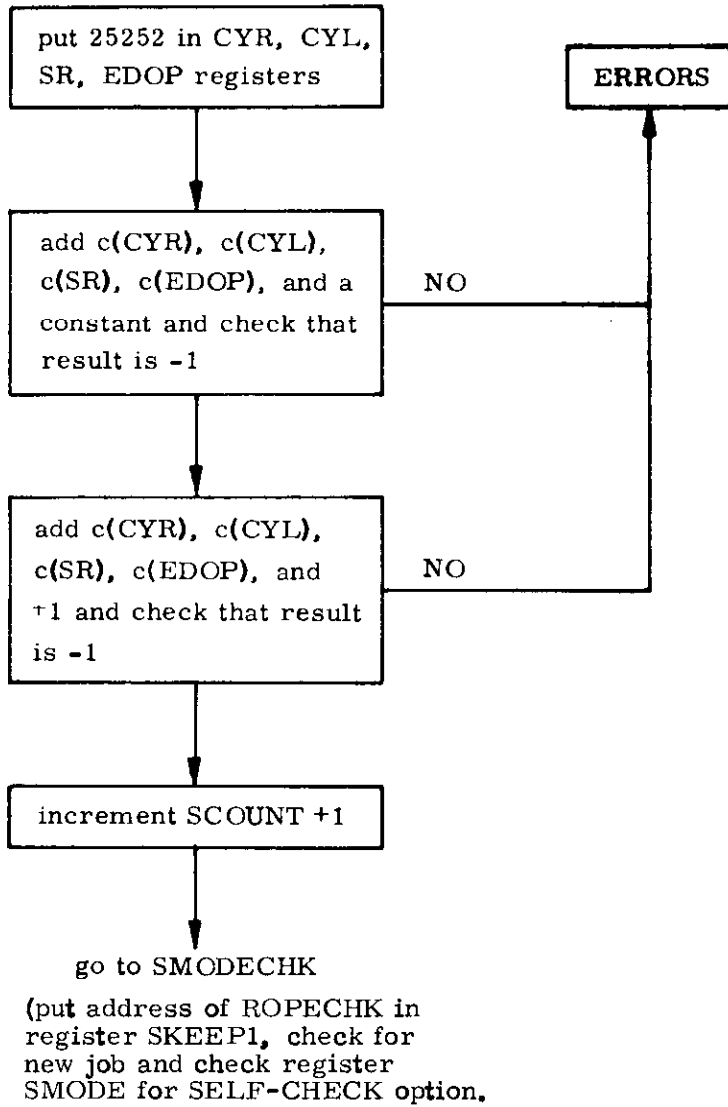 put 25252 in CYR, CYL,
SR, EDOP registers
ERRORS
add c(CYR), c(CYL),
c(SR), c(EDOP), and a
constant and check that
result is -1
NO
add c(CYR), c(CYL),
c(SR), c(EDOP), and
+1 and check that result
is -1
NO
increment SCOUNT +1
go to SMODECHK
(put address of ROPECHK in
register SKEEP1, check for
new job and check register
SMODE for SELF-CHECK option.